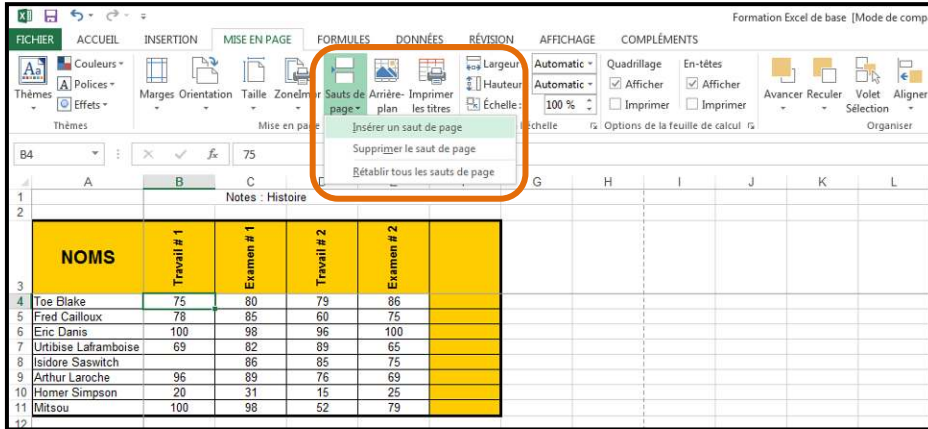 Formation Excel de base [Mode de comp
FICHIER ACCUEIL INSERTION MISE EN PAGE FORMULES DONNÉES RÉVISION AFFICHAGE COMPLÉMENTS
Couleurs Largeur Automatic Quadrillage En-têtes
Aa A Polices Hauteur Automatic Afficher Afficher
Thèmes Effets Marges Orientation Taille ZoneImpr Sauts de Arrière- Imprimer Échelle : 100 % Imprimer Imprimer Avancer Reculer Volet Aligner
page plan les titres Sélection
Thèmes Mise en page échelle Options de la feuille de calcul Organiser
Insérer un saut de page
Supprimer le saut de page
Rétablir tous les sauts de page
B4 fx 75
A B C G H I J K L
1 Notes : Histoire
2
3 NOMS Travail # 1 Examen # 1 Travail # 2 Examen # 2
4 Toe Blake 75 80 79 86
5 Fred Cailloux 78 85 60 75
6 Eric Danis 100 98 96 100
7 Urtibise Laframboise 69 82 89 65
8 Isidore Saswitch 86 85 75
9 Arthur Laroche 96 89 76 69
10 Homer Simpson 20 31 15 25
11 Mitsou 100 98 52 79
12